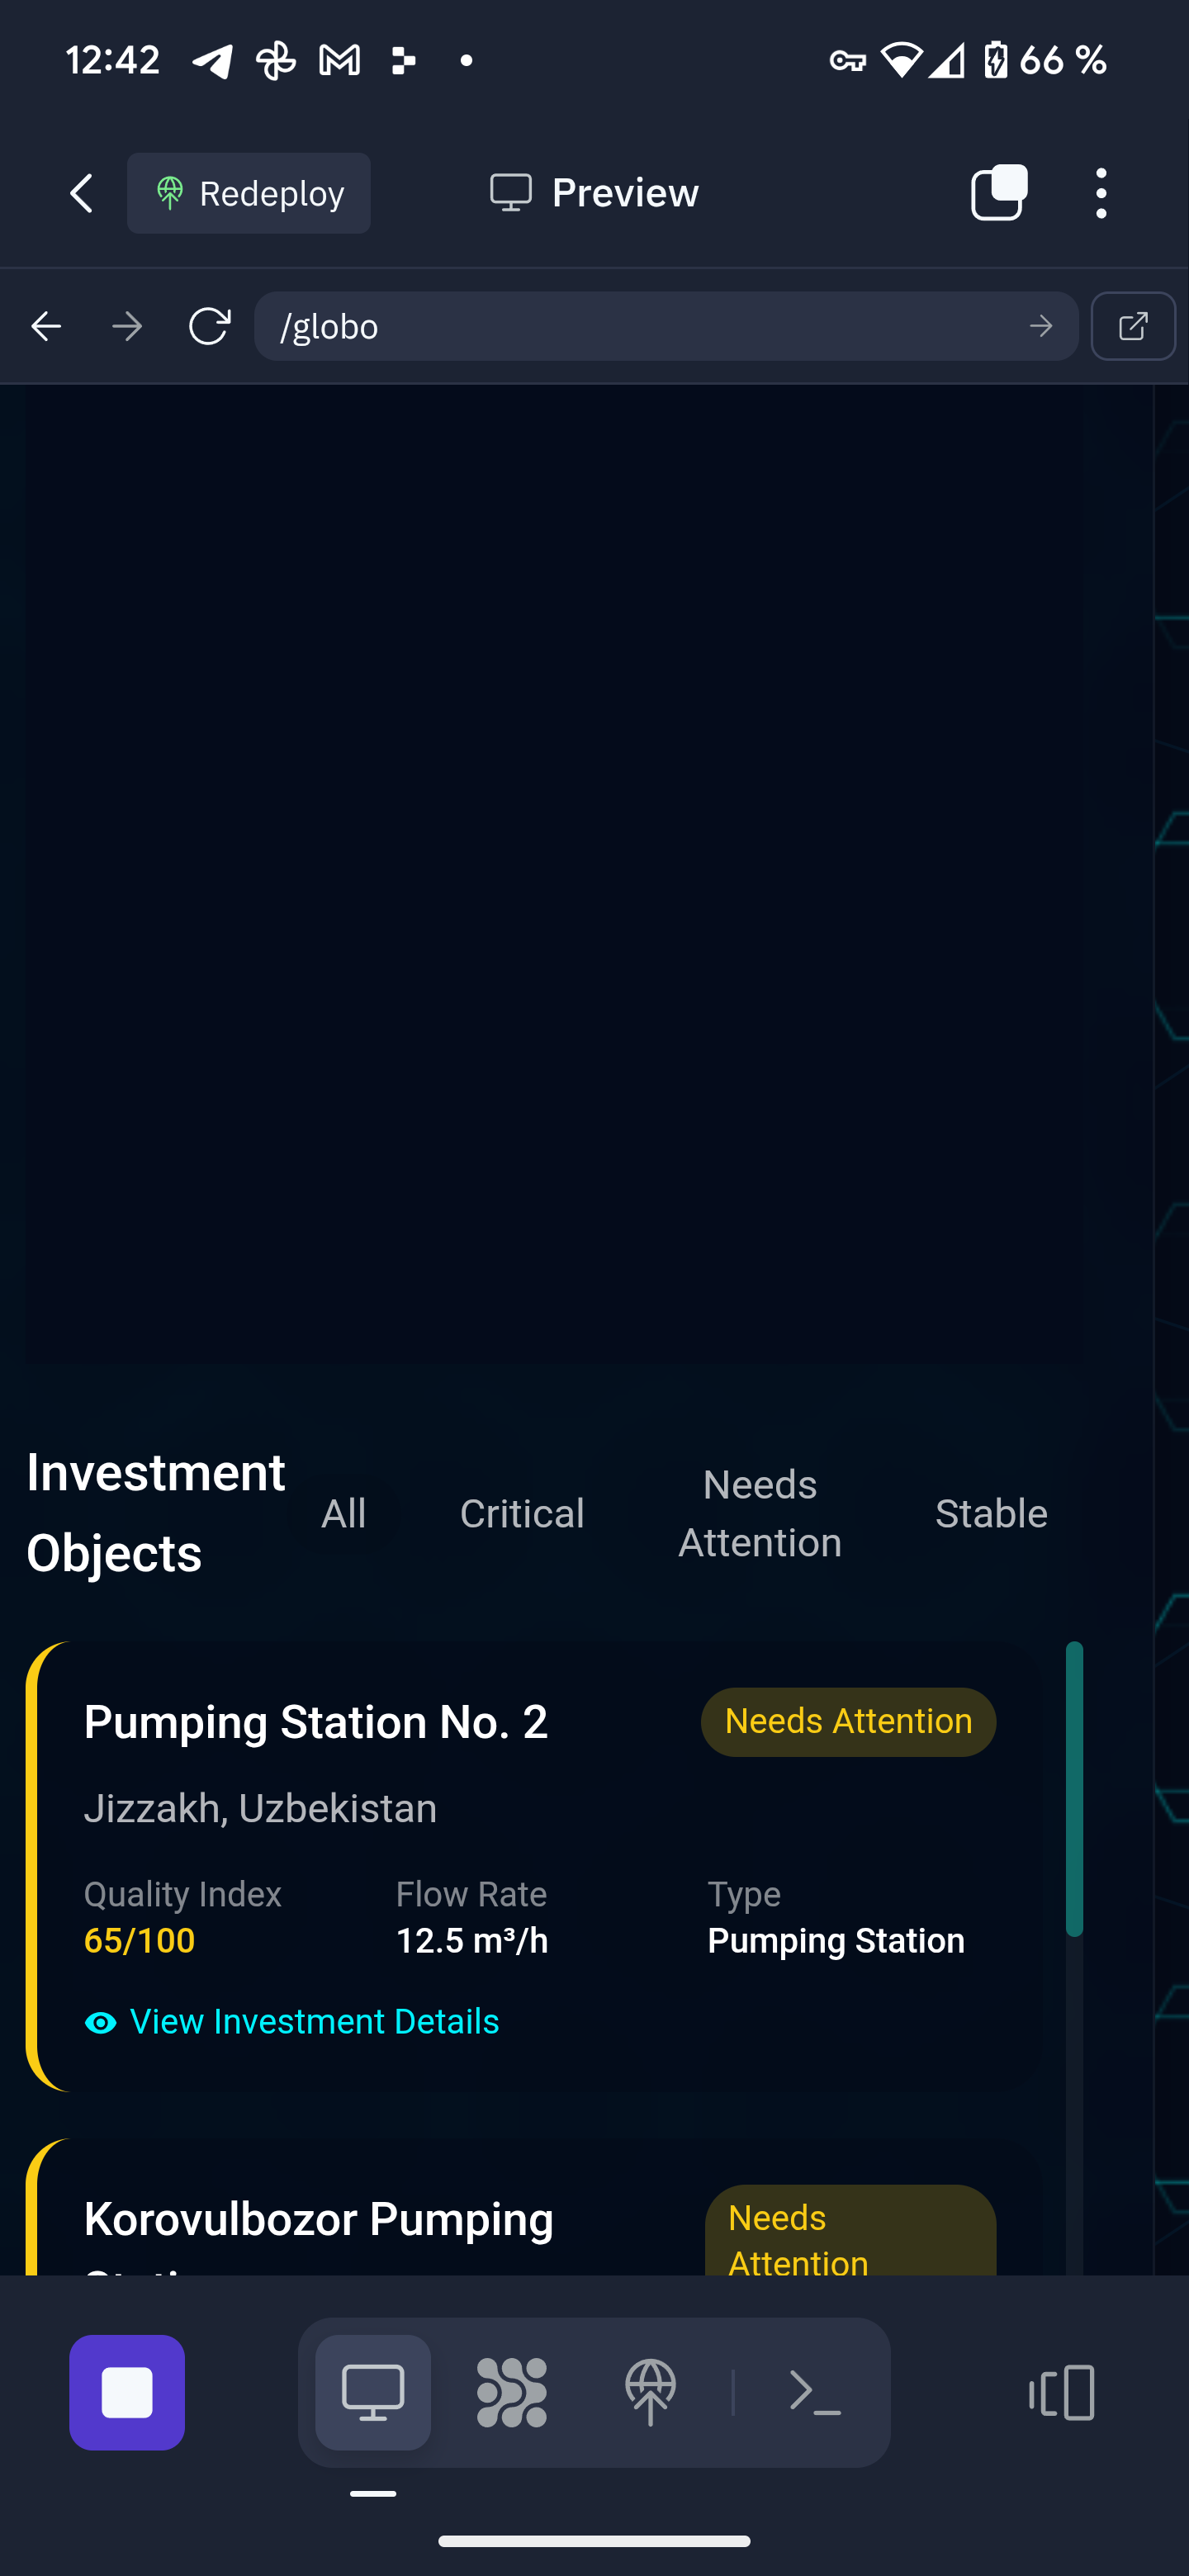 12:42
66 %
Redeploy
Preview
/globo
Investment
Objects
All
Critical
Needs
Attention
Stable
Pumping Station No. 2
Needs Attention
Jizzakh, Uzbekistan
Quality Index
Flow Rate
Type
65/100
12.5 m³/h
Pumping Station
View Investment Details
Korovulbozor Pumping
Needs
Attention